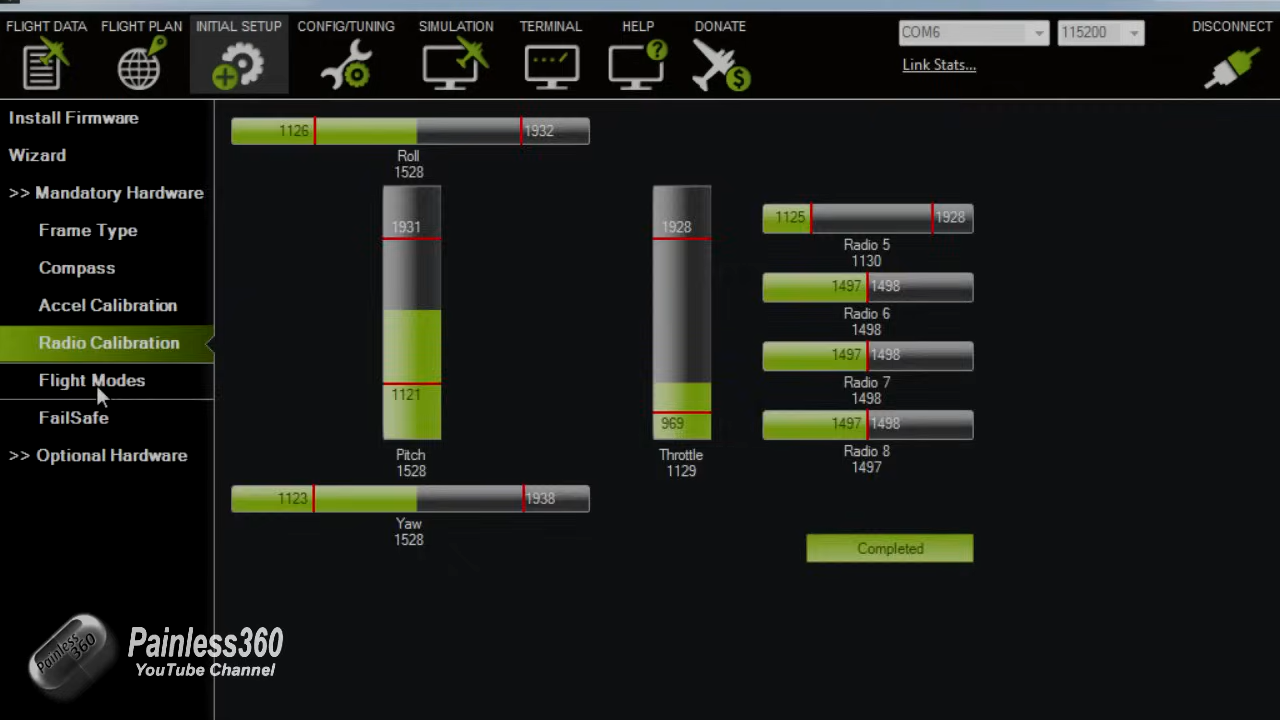 FLIGHT DATA
FLIGHT PLAN
INITIAL SETUP
CONFIG/TUNING
SIMULATION
TERMINAL
HELP
DONATE
COM6
115200
DISCONNECT
Link Stats...
Install Firmware
Wizard
>> Mandatory Hardware
Frame Type
Compass
Accel Calibration
Radio Calibration
Flight Modes
FailSafe
>> Optional Hardware
1126
1932
Roll
1528
1931
1121
Pitch
1528
1928
969
Throttle
1129
1125
1928
Radio 5
1130
1497
1498
Radio 6
1498
1497
1498
Radio 7
1498
1497
1498
Radio 8
1497
1123
1938
Yaw
1528
Completed
Painless360
Painless360
YouTube Channel